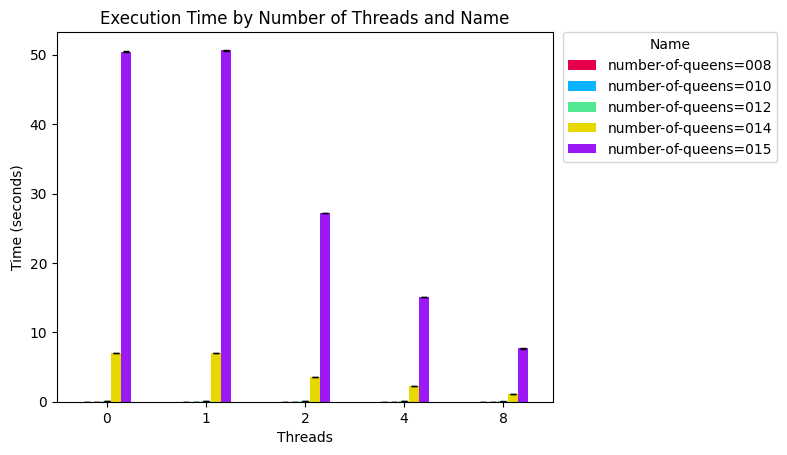 Execution Time by Number of Threads and Name
Time (seconds)
50
40
30
20
10
0
0 1 2 4 8
Threads
Name
number-of-queens=008
number-of-queens=010
number-of-queens=012
number-of-queens=014
number-of-queens=015